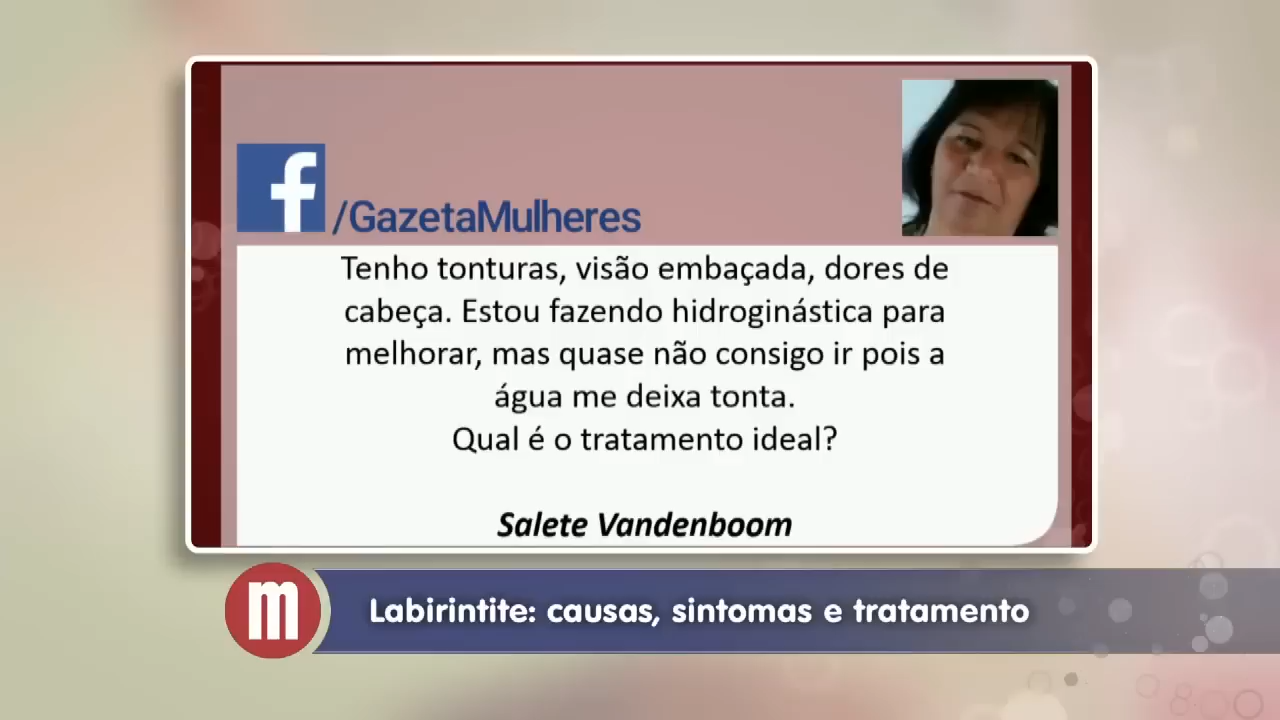 f /GazetaMulheres
Tenho tonturas, visão embaçada, dores de
cabeça. Estou fazendo hidroginástica para
melhorar, mas quase não consigo ir pois a
água me deixa tonta.
Qual é o tratamento ideal?
Salete Vandenboom
m Labirintite: causas, sintomas e tratamento